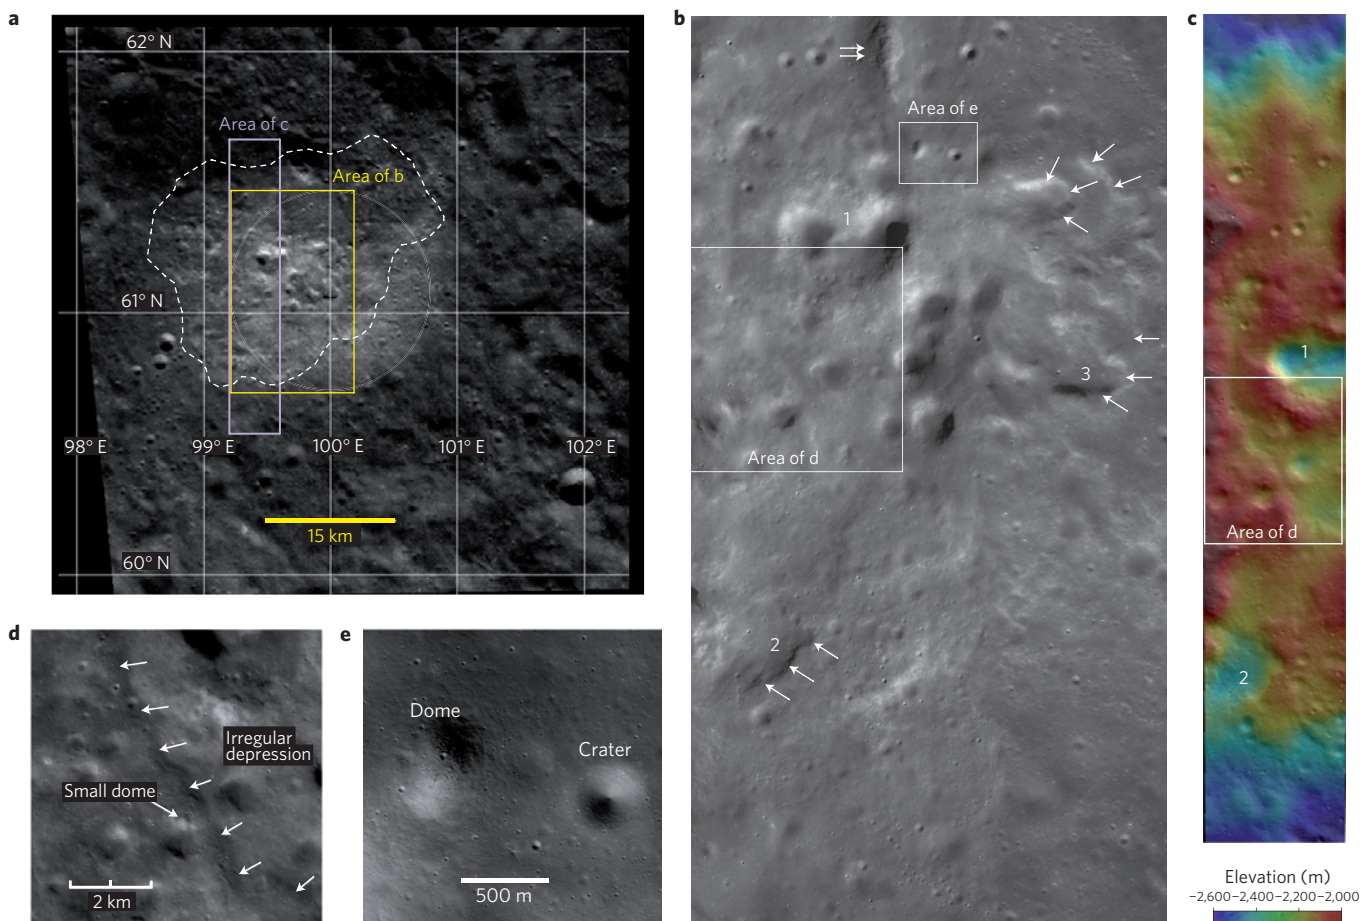 a
62° N
Area of c
Area of b
61° N
98° E
99° E
100° E
101° E
102° E
15 km
60° N
b
Area of e
1
3
Area of d
2
c
1
Area of d
2
Elevation (m)
−2,600 −2,400 −2,200 −2,000
d
Irregular
depression
Small dome
2 km
e
Dome
Crater
500 m